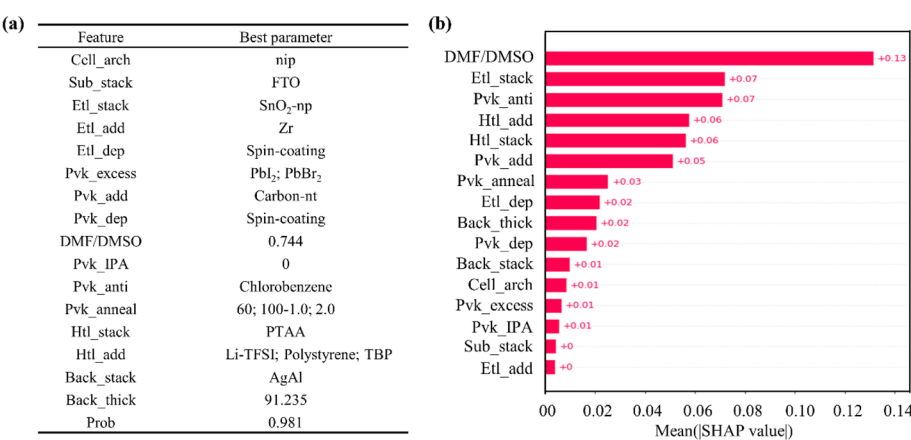 (a)
Feature Best parameter
Cell_arch nip
Sub_stack FTO
Etl_stack SnO₂-np
Etl_add Zr
Etl_dep Spin-coating
Pvk_excess PbI₂; PbBr₂
Pvk_add Carbon-nt
Pvk_dep Spin-coating
DMF/DMSO 0.744
Pvk_IPA 0
Pvk_anti Chlorobenzene
Pvk_anneal 60; 100-1.0; 2.0
Htl_stack PTAA
Htl_add Li-TFSI; Polystyrene; TBP
Back_stack AgAl
Back_thick 91.235
Prob 0.981
(b)
DMF/DMSO +0.13
Etl_stack +0.07
Pvk_anti +0.07
Htl_add +0.06
Htl_stack +0.06
Pvk_add +0.05
Pvk_anneal +0.03
Etl_dep +0.02
Back_thick +0.02
Pvk_dep +0.02
Back_stack +0.01
Cell_arch +0.01
Pvk_excess +0.01
Pvk_IPA +0.01
Sub_stack +0
Etl_add +0
00 0.02 0.04 0.06 0.08 0.10 0.12 0.14
Mean(|SHAP value|)